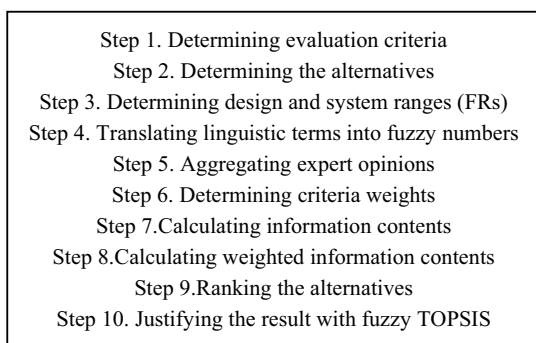 Step 1. Determining evaluation criteria
Step 2. Determining the alternatives
Step 3. Determining design and system ranges (FRs)
Step 4. Translating linguistic terms into fuzzy numbers
Step 5. Aggregating expert opinions
Step 6. Determining criteria weights
Step 7.Calculating information contents
Step 8.Calculating weighted information contents
Step 9.Ranking the alternatives
Step 10. Justifying the result with fuzzy TOPSIS